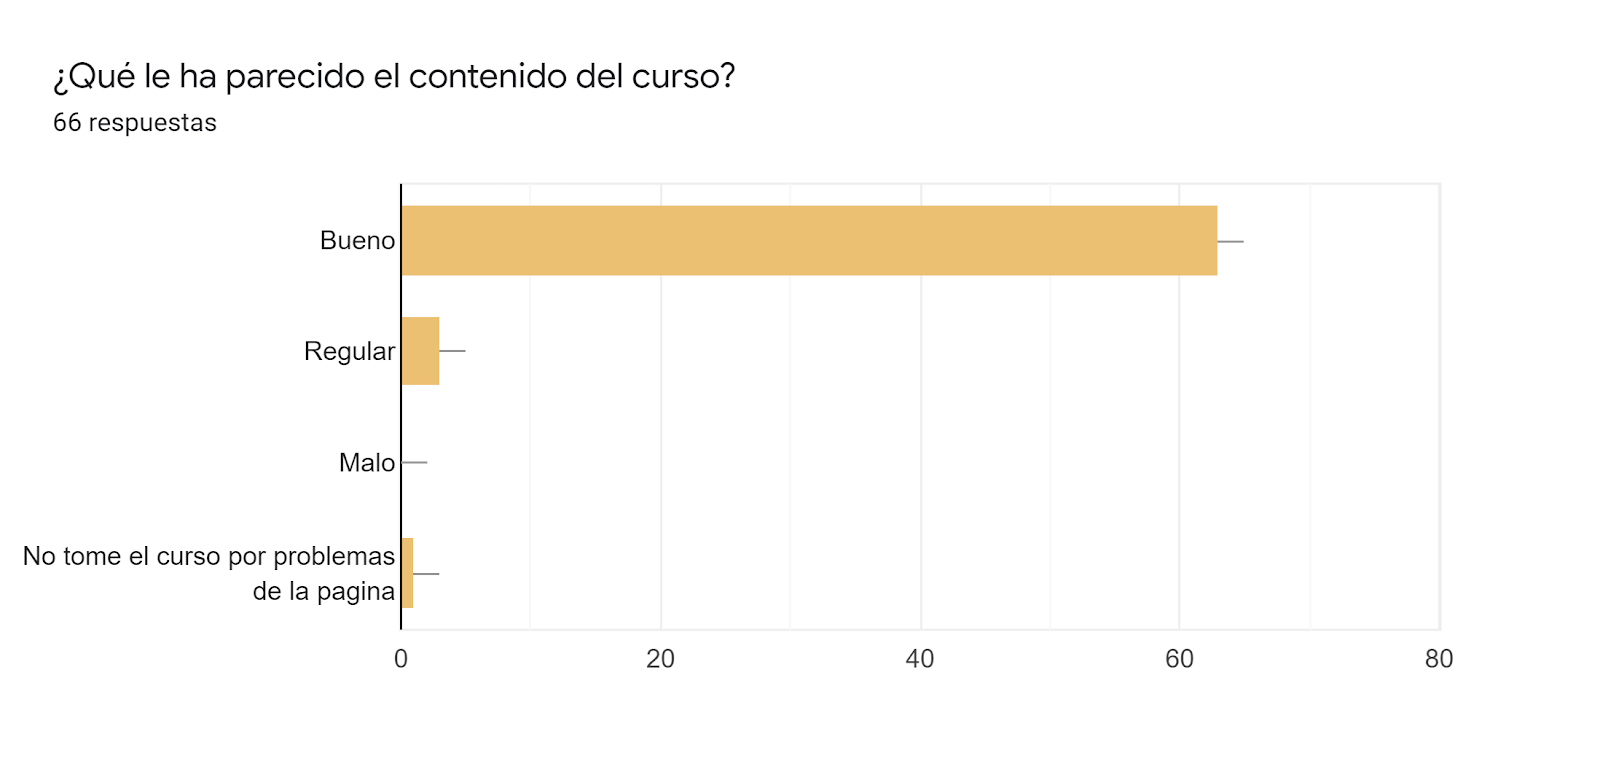 ¿Qué le ha parecido el contenido del curso?
66 respuestas
Bueno
Regular
Malo
No tome el curso por problemas
de la pagina
0 20 40 60 80